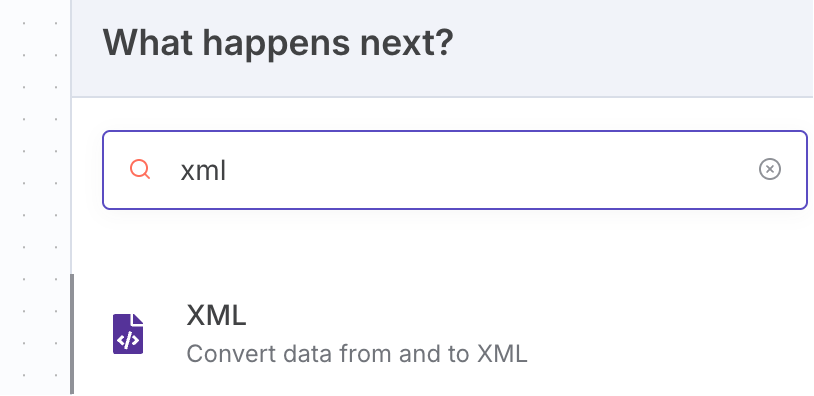 What happens next?
xml
XML
Convert data from and to XML